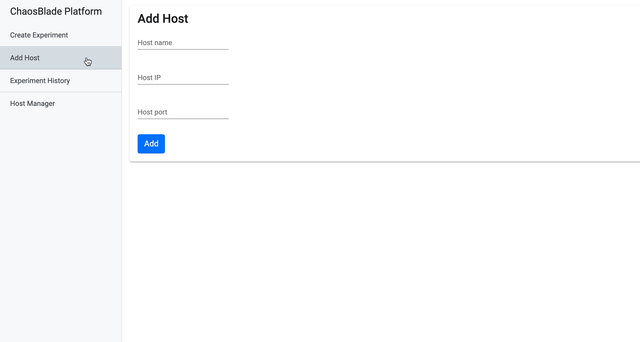 ChaosBlade Platform
Create Experiment
Add Host
Experiment History
Host Manager
Add Host
Host name
Host IP
Host port
Add